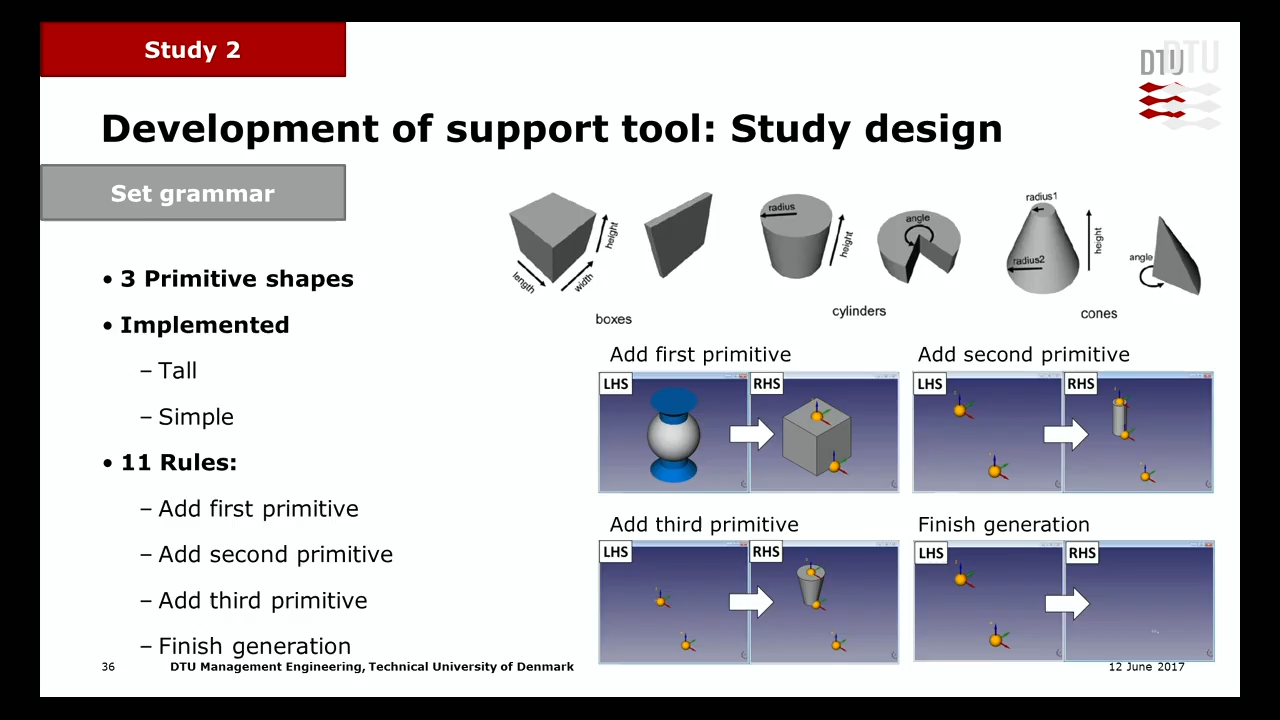 Study 2
DTU
DTU
Development of support tool: Study design
Set grammar
• 3 Primitive shapes
• Implemented
– Tall
– Simple
• 11 Rules:
– Add first primitive
– Add second primitive
– Add third primitive
– Finish generation
length
width
height
boxes
radius
height
angle
cylinders
radius1
radius2
height
angle
cones
Add first primitive
LHS
RHS
Add second primitive
LHS
RHS
Add third primitive
LHS
RHS
Finish generation
LHS
RHS
36
DTU Management Engineering, Technical University of Denmark
12 June 2017